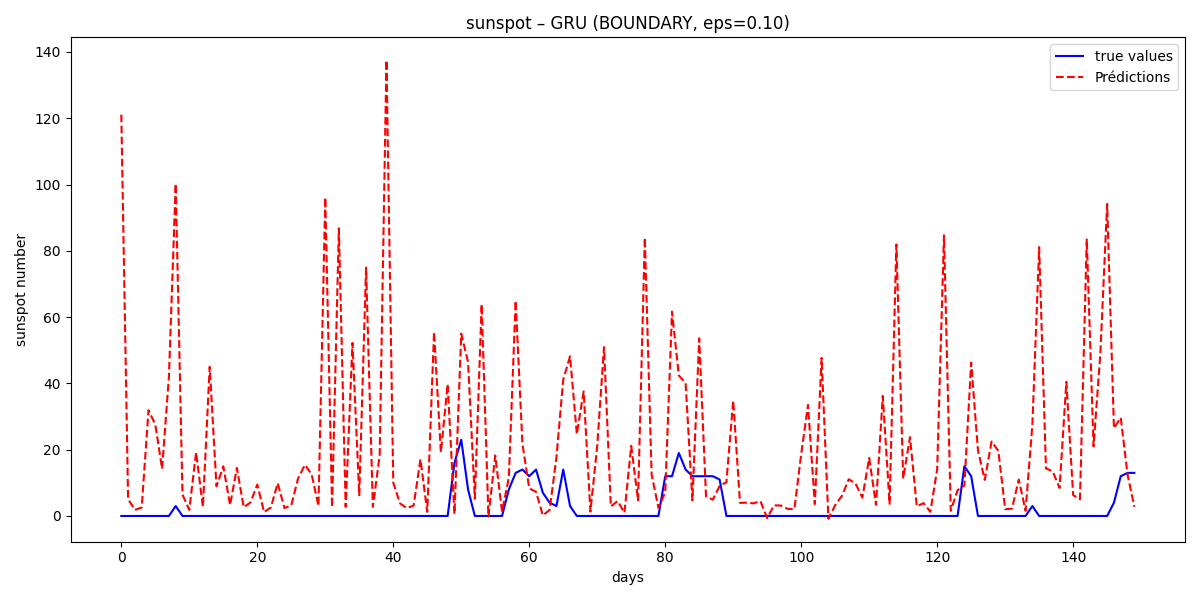 sunspot – GRU (BOUNDARY, eps=0.10)
true values
Prédictions
sunspot number
140
120
100
80
60
40
20
0
0 20 40 60 80 100 120 140
days